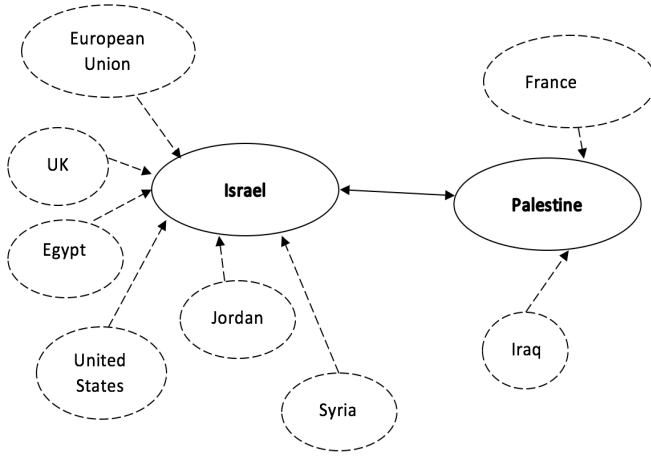 European
Union
France
UK
Israel
Palestine
Egypt
Jordan
Iraq
United
States
Syria